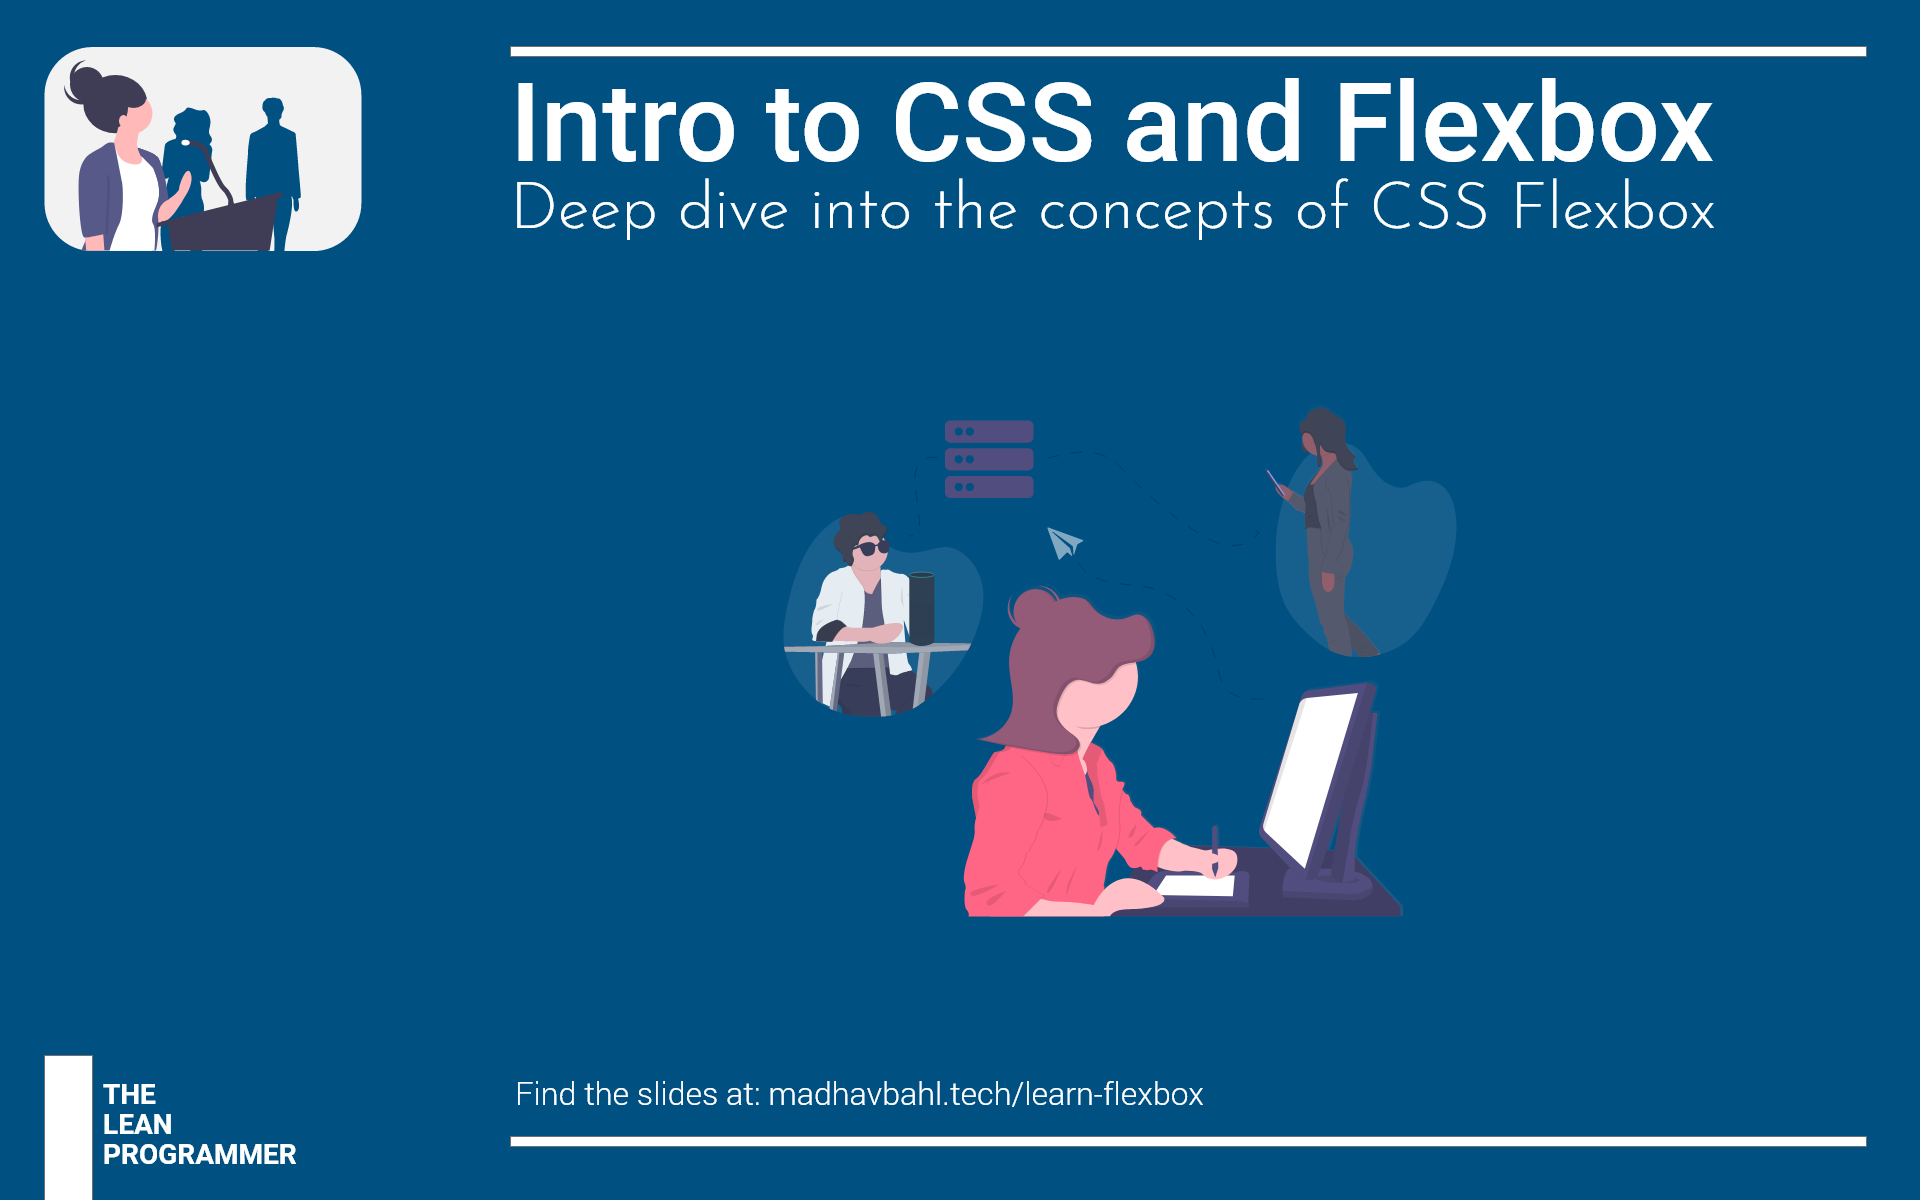 Intro to CSS and Flexbox
Deep dive into the concepts of CSS Flexbox
Find the slides at: madhavbahl.tech/learn-flexbox
THE
LEAN
PROGRAMMER